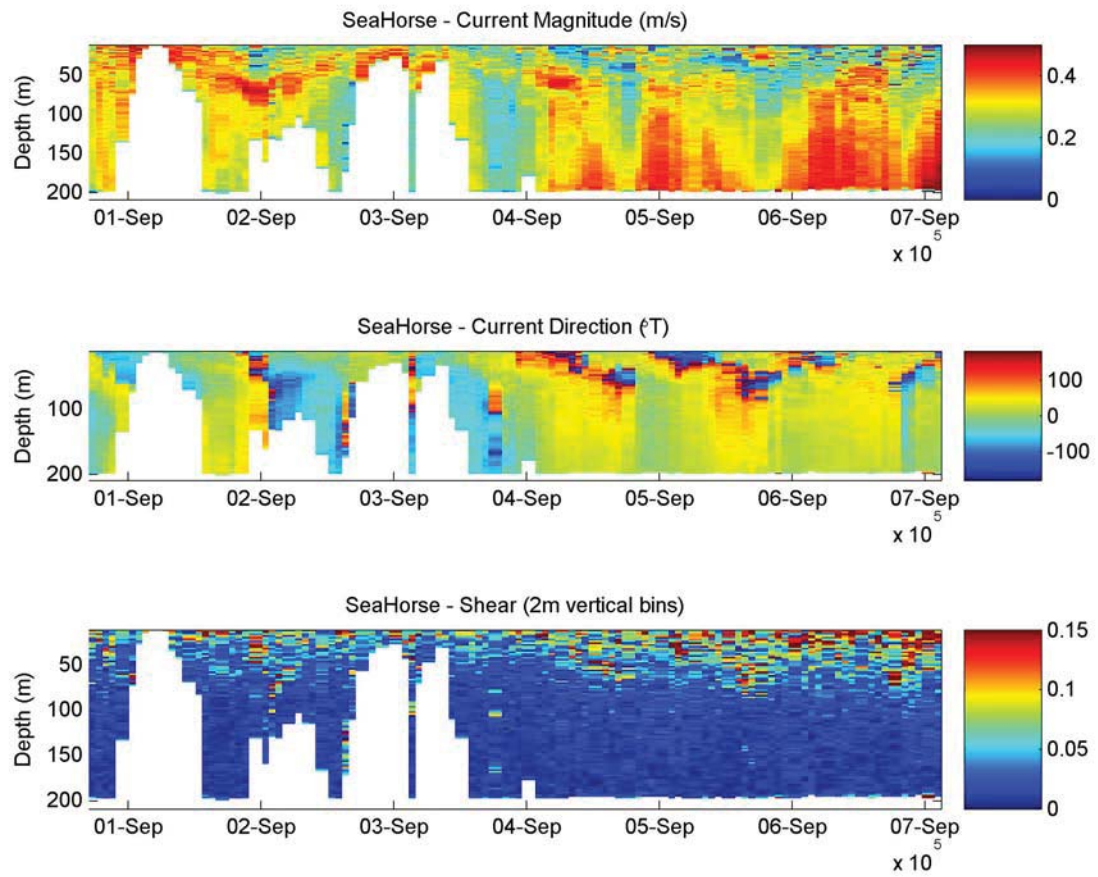 SeaHorse - Current Magnitude (m/s)
Depth (m)
50
100
150
200
01-Sep 02-Sep 03-Sep 04-Sep 05-Sep 06-Sep 07-Sep
x 10^5
0.4
0.2
0
SeaHorse - Current Direction (°T)
Depth (m)
100
200
01-Sep 02-Sep 03-Sep 04-Sep 05-Sep 06-Sep 07-Sep
x 10^5
100
0
-100
SeaHorse - Shear (2m vertical bins)
Depth (m)
50
100
150
200
01-Sep 02-Sep 03-Sep 04-Sep 05-Sep 06-Sep 07-Sep
x 10^5
0.15
0.1
0.05
0